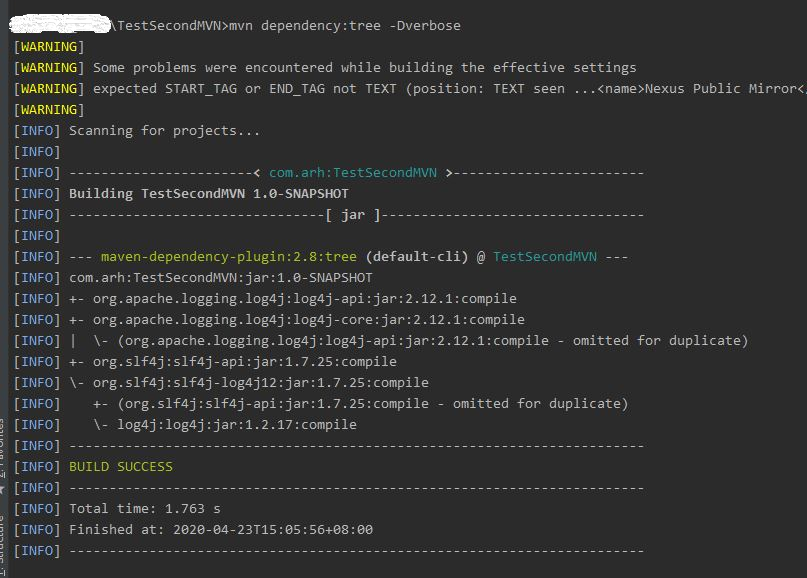 \TestSecondMVN>mvn dependency:tree -Dverbose
[WARNING]
[WARNING] Some problems were encountered while building the effective settings
[WARNING] expected START_TAG or END_TAG not TEXT (position: TEXT seen ...<name>Nexus Public Mirror<
[WARNING]
[INFO] Scanning for projects...
[INFO]
[INFO] -----------------------< com.arh:TestSecondMVN >------------------------
[INFO] Building TestSecondMVN 1.0-SNAPSHOT
[INFO] --------------------------------[ jar ]---------------------------------
[INFO]
[INFO] --- maven-dependency-plugin:2.8:tree (default-cli) @ TestSecondMVN ---
[INFO] com.arh:TestSecondMVN:jar:1.0-SNAPSHOT
[INFO] +- org.apache.logging.log4j:log4j-api:jar:2.12.1:compile
[INFO] +- org.apache.logging.log4j:log4j-core:jar:2.12.1:compile
[INFO] |  \- (org.apache.logging.log4j:log4j-api:jar:2.12.1:compile - omitted for duplicate)
[INFO] +- org.slf4j:slf4j-api:jar:1.7.25:compile
[INFO] \- org.slf4j:slf4j-log4j12:jar:1.7.25:compile
[INFO]    +- (org.slf4j:slf4j-api:jar:1.7.25:compile - omitted for duplicate)
[INFO]    \- log4j:log4j:jar:1.2.17:compile
[INFO] ------------------------------------------------------------------------
[INFO] BUILD SUCCESS
[INFO] ------------------------------------------------------------------------
[INFO] Total time: 1.763 s
[INFO] Finished at: 2020-04-23T15:05:56+08:00
[INFO] ------------------------------------------------------------------------